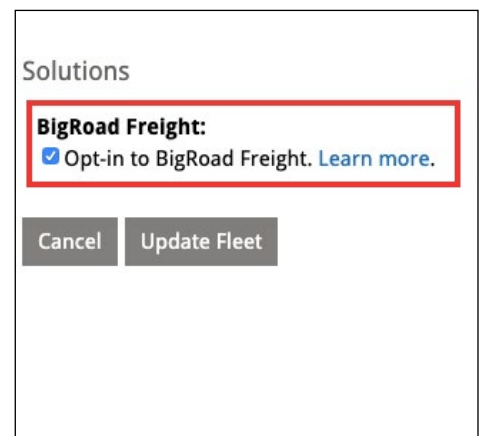 Solutions
BigRoad Freight:
Opt-in to BigRoad Freight. Learn more.
Cancel Update Fleet